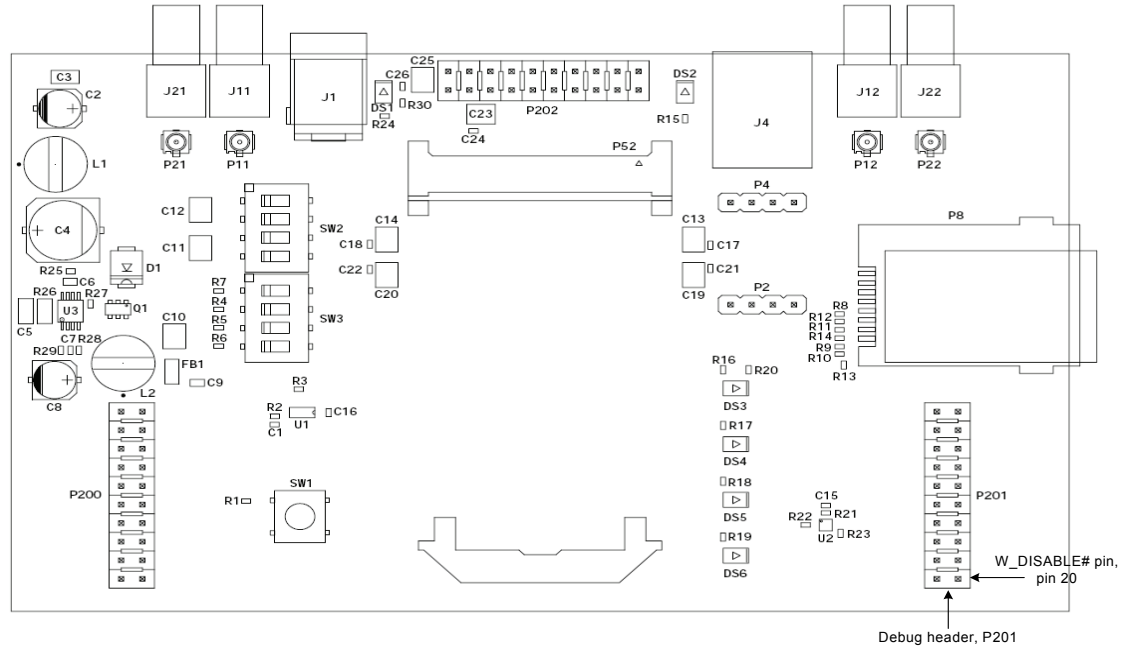 C3
C2
J21
J11
J1
C25
C26
DS1
R30
R24
C23
C24
P202
DS2
R15
J4
J12
J22
L1
P21
P11
P52
P12
P22
P4
C12
C4
C11
SW2
C14
C18
C22
C20
C13
C17
C21
C19
P8
R25
C6
D1
R26
R27
U3
Q1
C5
R7
R4
R5
R6
SW3
P2
R8
R12
R11
R14
R9
R10
R13
C10
C7
R28
R29
FB1
C9
C8
L2
R3
R2
C1
U1
C16
R16
R20
DS3
R17
DS4
R18
DS5
R19
DS6
P200
R1
SW1
C15
R21
R22
U2
R23
P201
W_DISABLE# pin,
pin 20
Debug header, P201